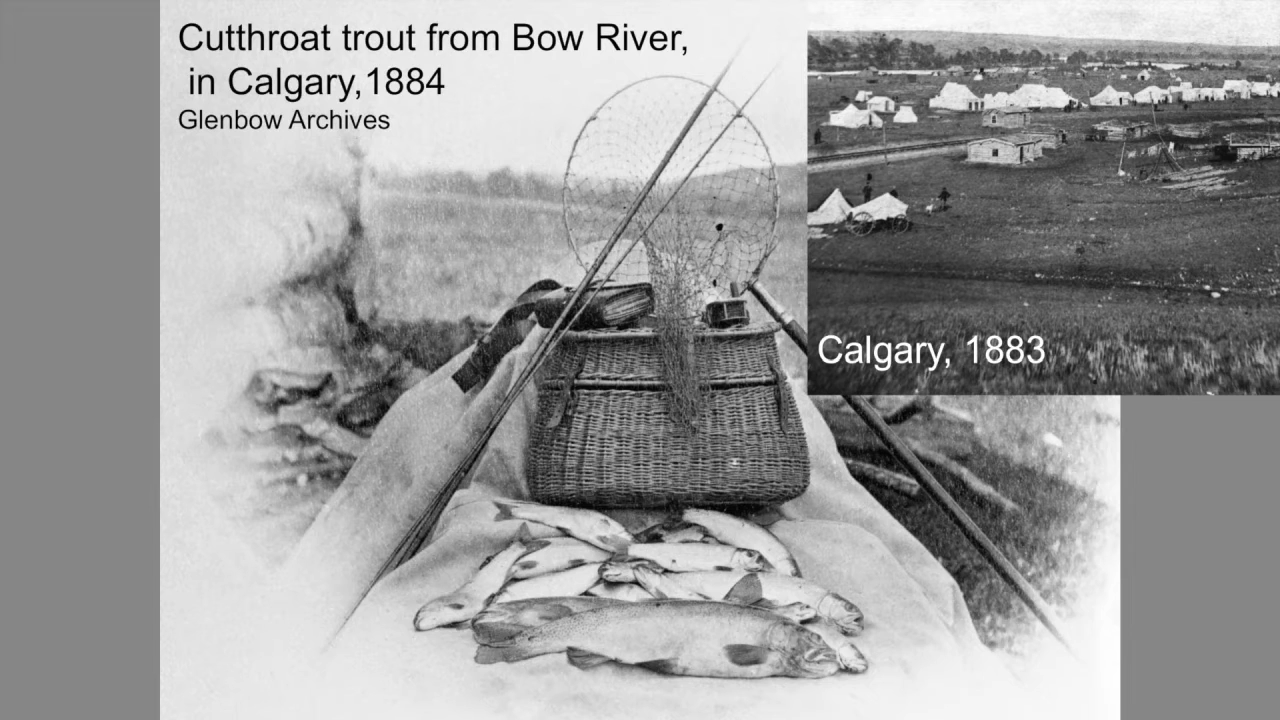 Cutthroat trout from Bow River,
in Calgary,1884
Glenbow Archives
Calgary, 1883